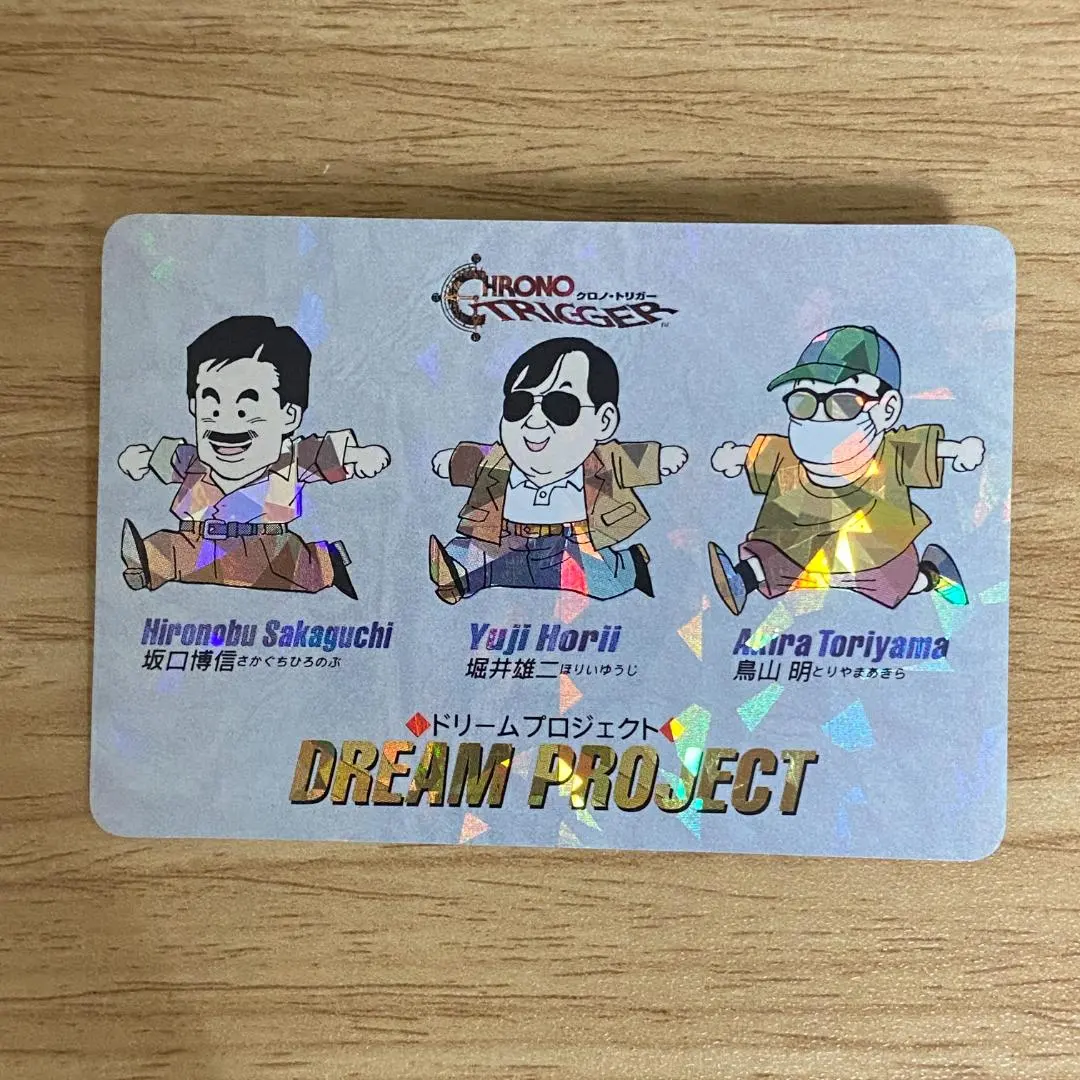 CHRONO
クロノ・トリガー
TRIGGER
Hironobu Sakaguchi
坂口博信さかぐちひろのぶ
Yuji Horii
堀井雄二ほりいゆうじ
Akira Toriyama
鳥山 明とりやまあきら
◆ドリームプロジェクト◆
DREAM PROJECT